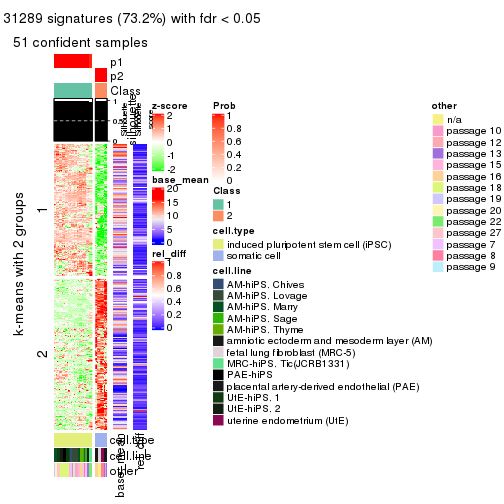 31289 signatures (73.2%) with fdr < 0.05
51 confident samples
p1
p2
Class
1
0.5
0
Silhouette
score
silhouette
k-means with 2 groups
1
2
cell.type
cell.line
other
base_mean
rel_diff
z-score
2
1
0
-1
-2
base_mean
20
15
10
5
0
rel_diff
1
0.8
0.6
0.4
0.2
0
Prob
1
0.8
0.6
0.4
0.2
0
Class
1
2
cell.type
induced pluripotent stem cell (iPSC)
somatic cell
cell.line
AM-hiPS. Chives
AM-hiPS. Lovage
AM-hiPS. Marry
AM-hiPS. Sage
AM-hiPS. Thyme
amniotic ectoderm and mesoderm layer (AM)
fetal lung fibroblast (MRC-5)
MRC-hiPS. Tic(JCRB1331)
PAE-hiPS
placental artery-derived endothelial (PAE)
UtE-hiPS. 1
UtE-hiPS. 2
uterine endometrium (UtE)
other
n/a
passage 10
passage 12
passage 13
passage 15
passage 16
passage 18
passage 19
passage 20
passage 22
passage 27
passage 7
passage 8
passage 9